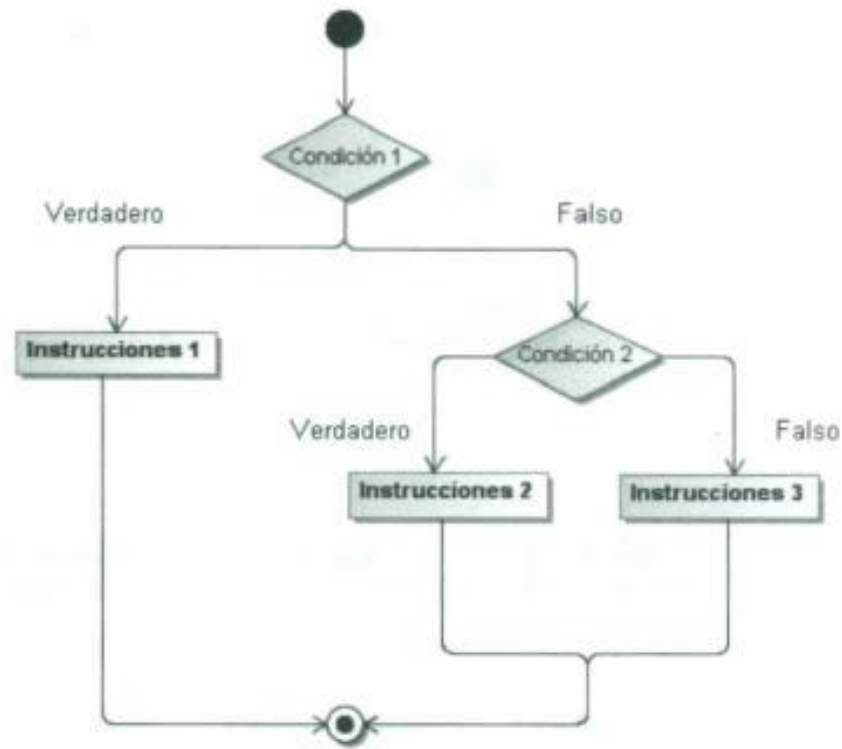 Condición 1
Verdadero
Falso
Instrucciones 1
Condición 2
Verdadero
Falso
Instrucciones 2
Instrucciones 3